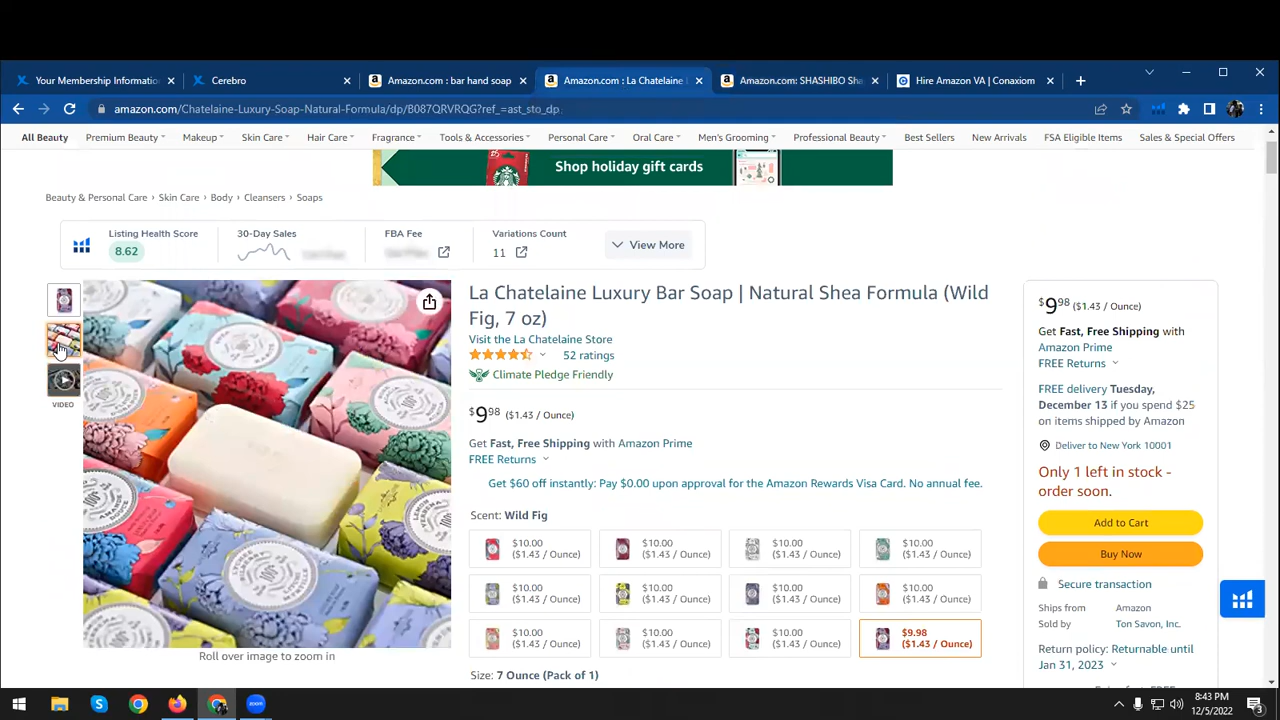 Your Membership Informatio
Cerebro
Amazon.com : bar hand soap
Amazon.com : La Chatelaine
Amazon.com: SHASHIBO Sha
Hire Amazon VA | Conaxiom
amazon.com/Chatelaine-Luxury-Soap-Natural-Formula/dp/B087QRVRQG?ref_=ast_sto_dp
All Beauty Premium Beauty Makeup Skin Care Hair Care Fragrance Tools & Accessories Personal Care Oral Care Men's Grooming Professional Beauty Best Sellers New Arrivals FSA Eligible Items Sales & Special Offers
Shop holiday gift cards
Beauty & Personal Care › Skin Care › Body › Cleansers › Soaps
Listing Health Score
8.62
30-Day Sales
FBA Fee
Variations Count
11
View More
VIDEO
Roll over image to zoom in
La Chatelaine Luxury Bar Soap | Natural Shea Formula (Wild
Fig, 7 oz)
Visit the La Chatelaine Store
52 ratings
Climate Pledge Friendly
$9.98 ($1.43 / Ounce)
Get Fast, Free Shipping with Amazon Prime
FREE Returns
Get $60 off instantly: Pay $0.00 upon approval for the Amazon Rewards Visa Card. No annual fee.
Scent: Wild Fig
$10.00 $10.00 $10.00 $10.00
($1.43 / Ounce) ($1.43 / Ounce) ($1.43 / Ounce) ($1.43 / Ounce)
$10.00 $10.00 $10.00 $10.00
($1.43 / Ounce) ($1.43 / Ounce) ($1.43 / Ounce) ($1.43 / Ounce)
$10.00 $10.00 $10.00 $9.98
($1.43 / Ounce) ($1.43 / Ounce) ($1.43 / Ounce) ($1.43 / Ounce)
Size: 7 Ounce (Pack of 1)
$9.98 ($1.43 / Ounce)
Get Fast, Free Shipping with
Amazon Prime
FREE Returns
FREE delivery Tuesday,
December 13 if you spend $25
on items shipped by Amazon
Deliver to New York 10001
Only 1 left in stock -
order soon.
Add to Cart
Buy Now
Secure transaction
Ships from Amazon
Sold by Ton Savon, Inc.
Return policy: Returnable until
Jan 31, 2023
8:43 PM
12/5/2022